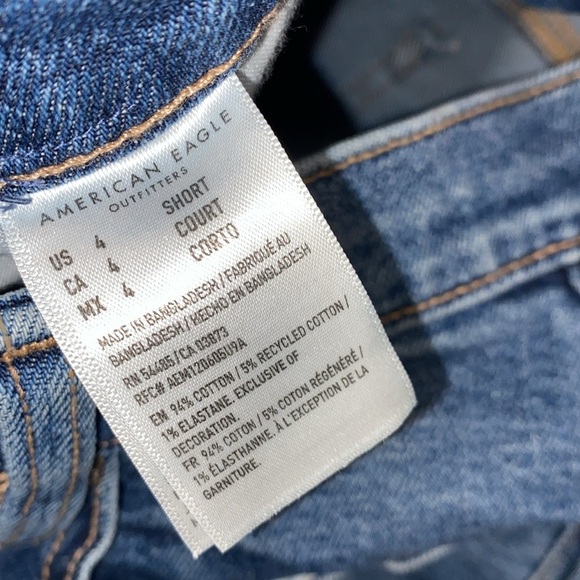 AMERICAN EAGLE
OUTFITTERS
US 4 SHORT
CA 4 COURT
MX 4 CORTO
MADE IN BANGLADESH / FABRIQUÉ AU
BANGLADESH / HECHO EN BANGLADESH
RN 54485 / CA 03873
RFC# AEM120606U9A
EM 94% COTTON / 5% RECYCLED COTTON /
1% ELASTANE. EXCLUSIVE OF
DECORATION.
FR 94% COTON / 5% COTON RÉGÉNÉRÉ /
1% ÉLASTHANNE. À L'EXCEPTION DE LA
GARNITURE.